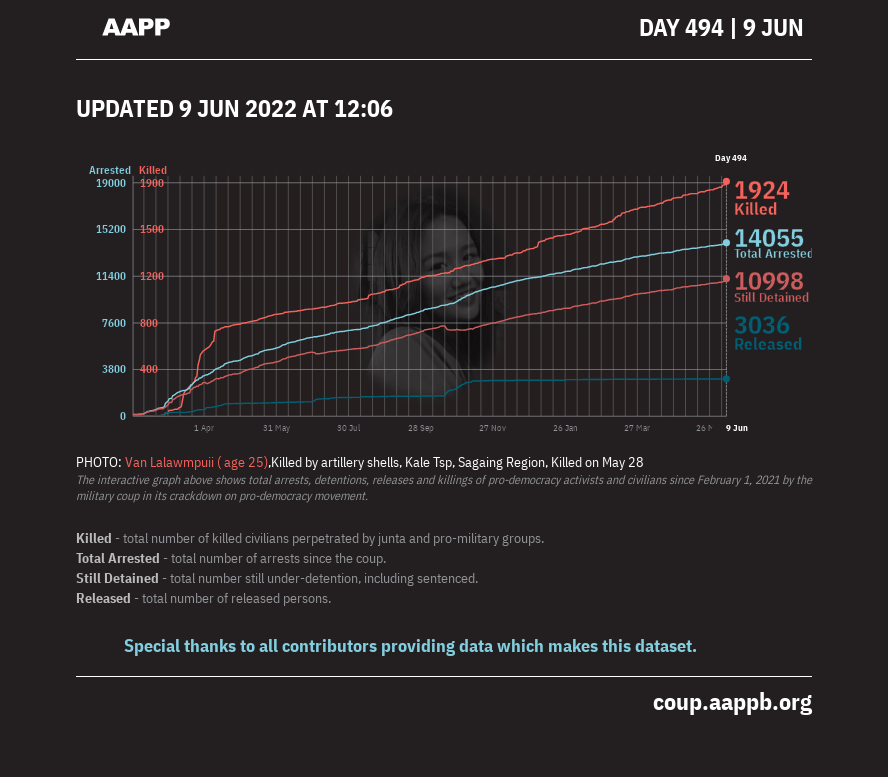 AAPP
DAY 494 | 9 JUN
UPDATED 9 JUN 2022 AT 12:06
Day 494
Arrested Killed
19000 1900
15200 1500
11400 1200
7600 800
3800 400
0
1924
Killed
14055
Total Arrested
10998
Still Detained
3036
Released
1 Apr 31 May 30 Jul 28 Sep 27 Nov 26 Jan 27 Mar 26 9 Jun
PHOTO: Van Lalawmpuii ( age 25),Killed by artillery shells, Kale Tsp, Sagaing Region, Killed on May 28
The interactive graph above shows total arrests, detentions, releases and killings of pro-democracy activists and civilians since February 1, 2021 by the
military coup in its crackdown on pro-democracy movement.
Killed - total number of killed civilians perpetrated by junta and pro-military groups.
Total Arrested - total number of arrests since the coup.
Still Detained - total number still under-detention, including sentenced.
Released - total number of released persons.
Special thanks to all contributors providing data which makes this dataset.
coup.aappb.org